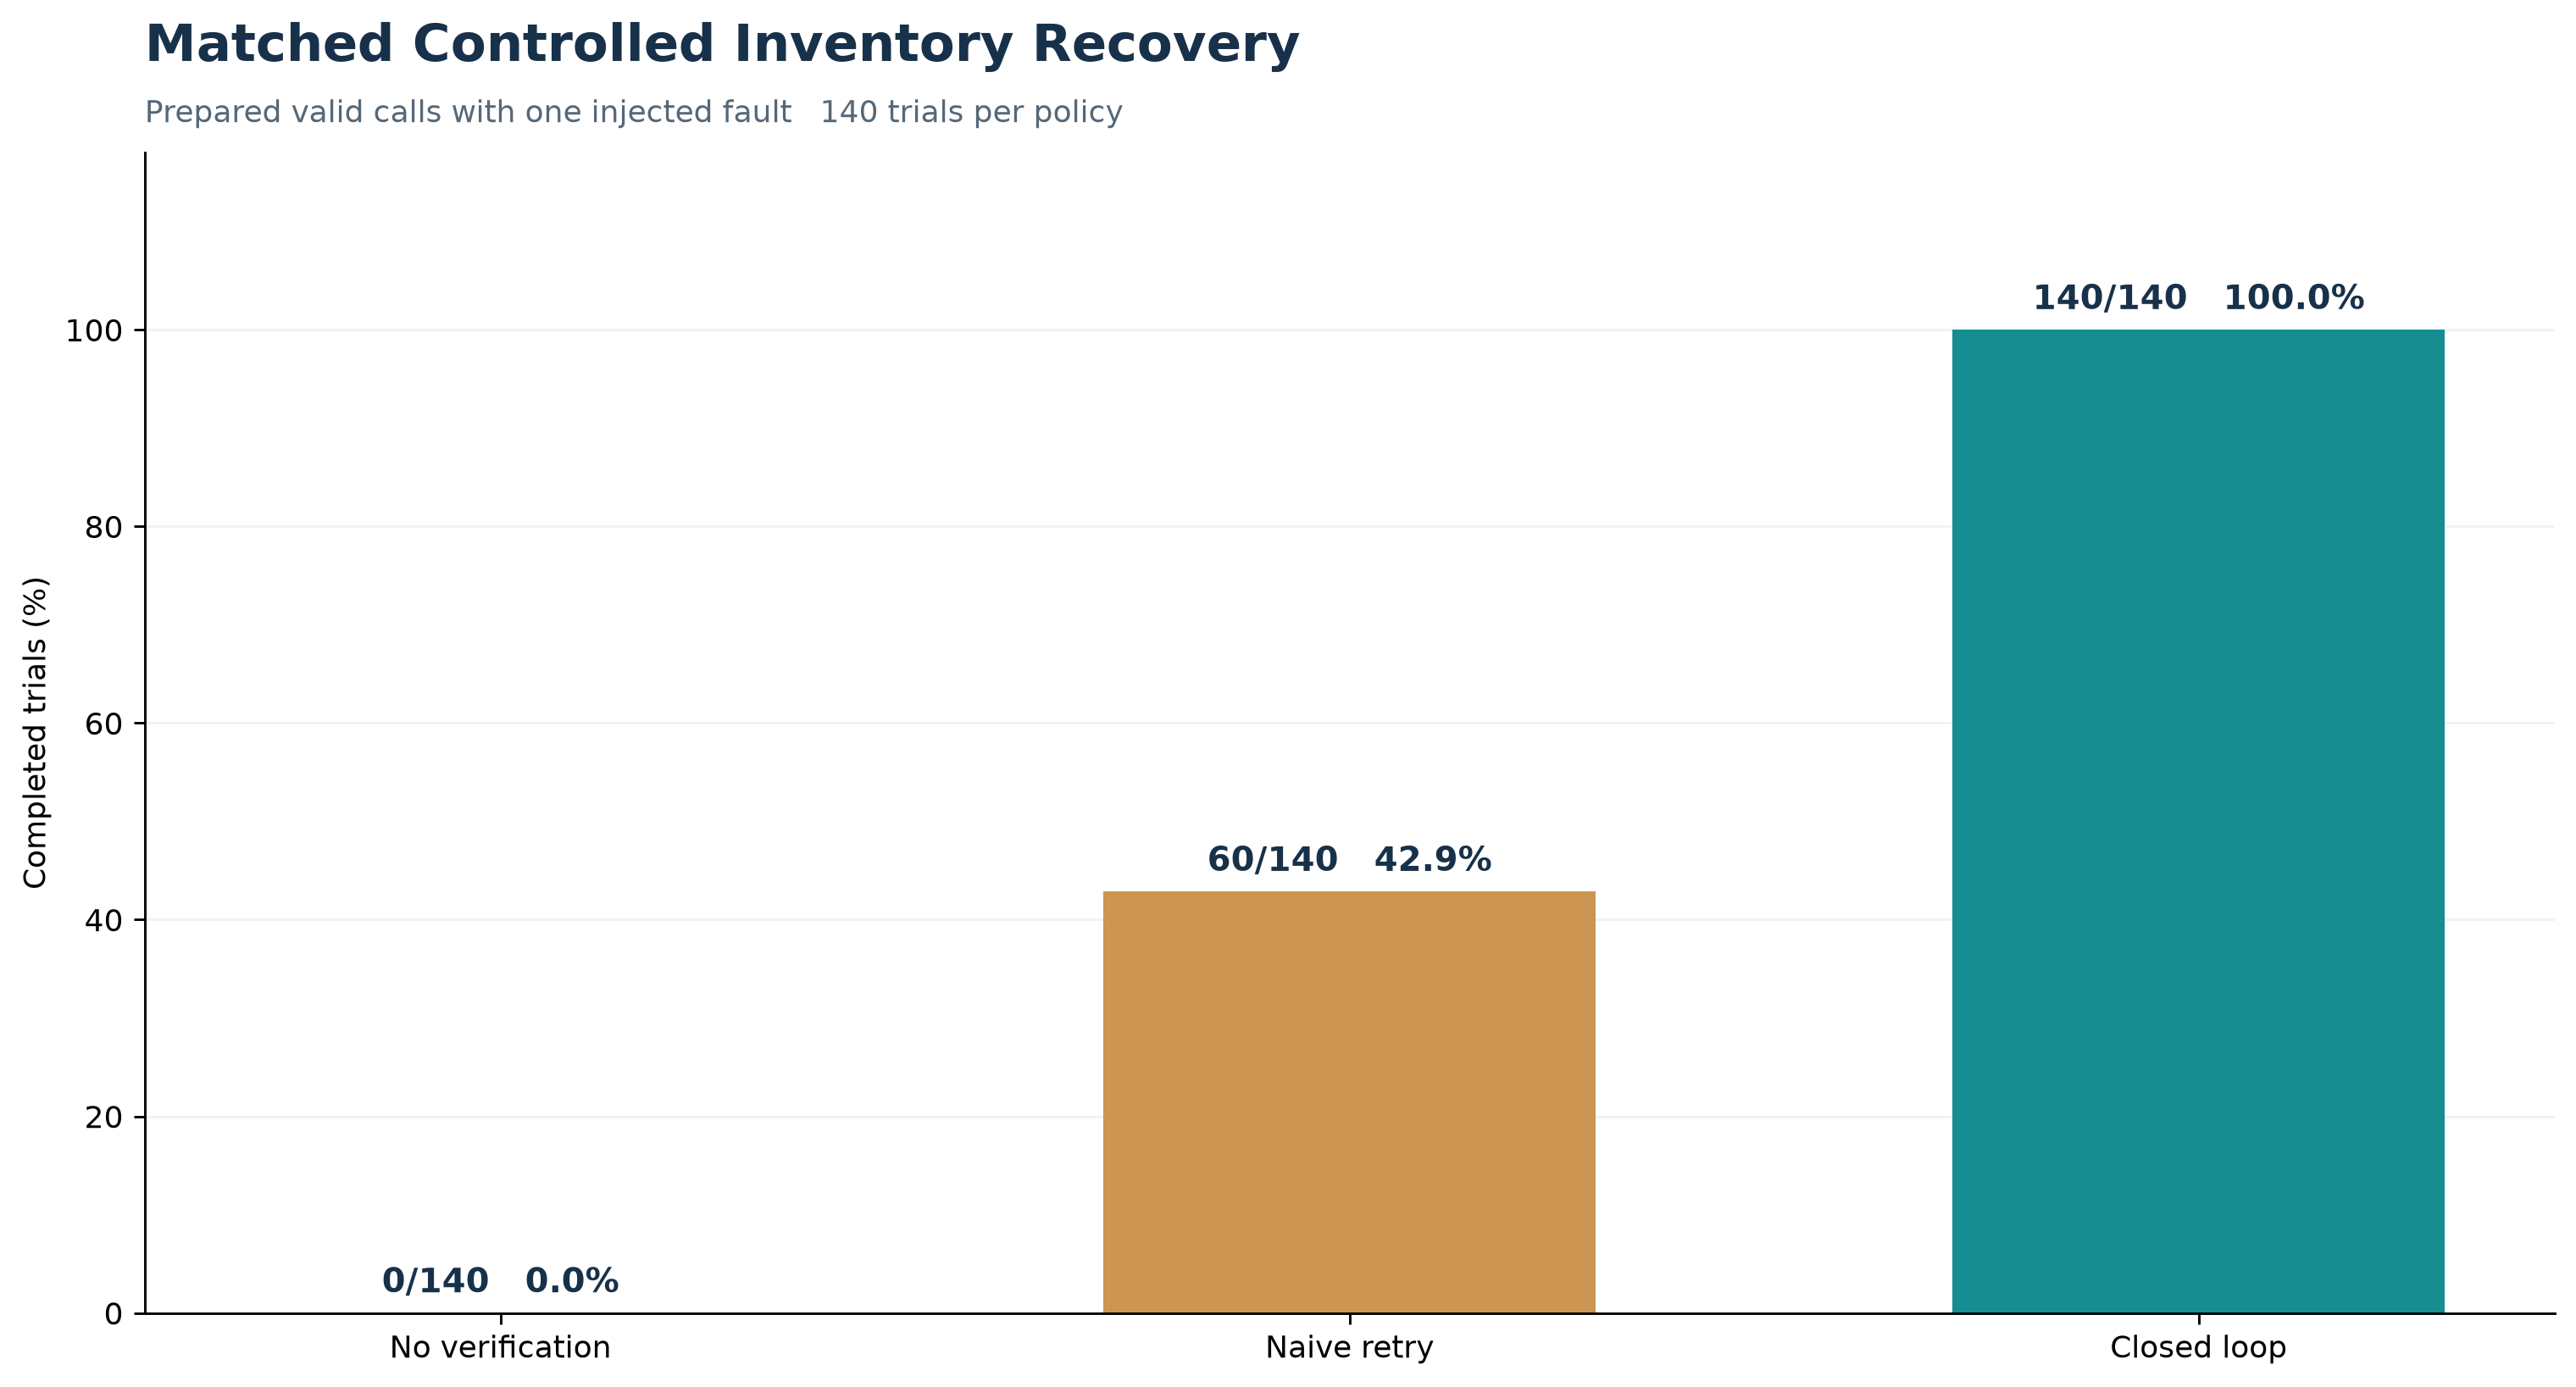 Matched Controlled Inventory Recovery
Prepared valid calls with one injected fault   140 trials per policy
Completed trials (%)
100
80
60
40
20
0
0/140   0.0%
60/140   42.9%
140/140   100.0%
No verification
Naive retry
Closed loop